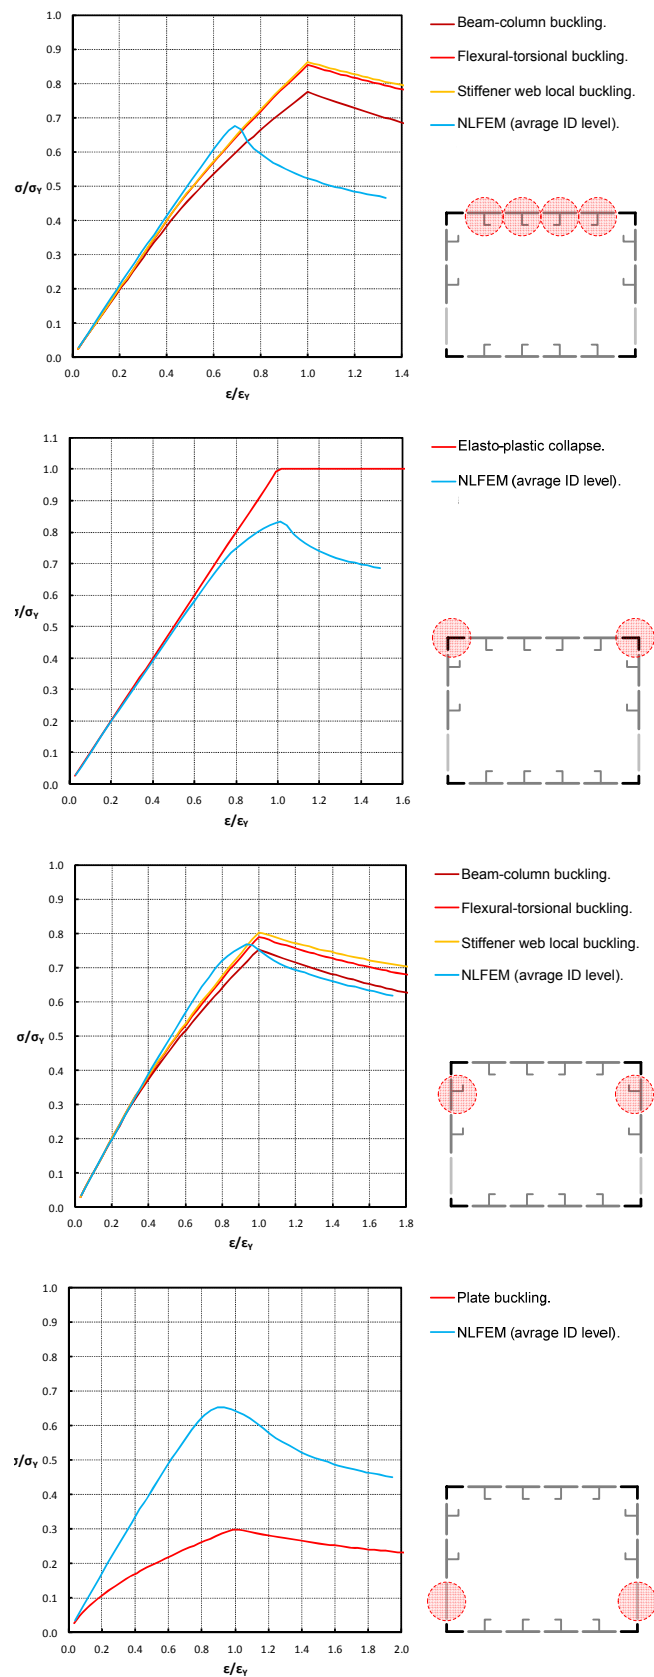 Beam-column buckling.
Flexural-torsional buckling.
Stiffener web local buckling.
NLFEM (avrage ID level).
1.0
0.9
0.8
0.7
0.6
σ/σY
0.5
0.4
0.3
0.2
0.1
0.0
0.0 0.2 0.4 0.6 0.8 1.0 1.2 1.4
ε/εY
Elasto-plastic collapse.
NLFEM (avrage ID level).
1.1
1.0
0.9
0.8
0.7
0.6
σ/σY
0.5
0.4
0.3
0.2
0.1
0.0
0.0 0.2 0.4 0.6 0.8 1.0 1.2 1.4 1.6
ε/εY
Beam-column buckling.
Flexural-torsional buckling.
Stiffener web local buckling.
NLFEM (avrage ID level).
1.0
0.9
0.8
0.7
0.6
σ/σY
0.5
0.4
0.3
0.2
0.1
0.0
0.0 0.2 0.4 0.6 0.8 1.0 1.2 1.4 1.6 1.8
ε/εY
Plate buckling.
NLFEM (avrage ID level).
1.0
0.9
0.8
0.7
0.6
σ/σY
0.5
0.4
0.3
0.2
0.1
0.0
0.0 0.2 0.4 0.6 0.8 1.0 1.2 1.4 1.6 1.8 2.0
ε/εY